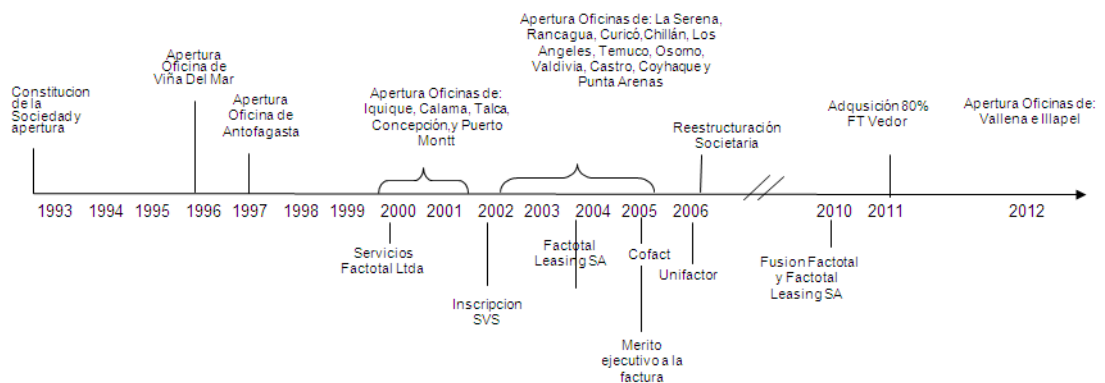 Constitucion
de la
Sociedad y
apertura
Apertura
Oficina de
Viña Del Mar
Apertura
Oficina de
Antofagasta
Apertura Oficinas de:
Iquique, Calama, Talca,
Concepción,y Puerto
Montt
Apertura Oficinas de: La Serena,
Rancagua, Curicó,Chillán, Los
Angeles, Temuco, Osorno,
Valdivia, Castro, Coyhaque y
Punta Arenas
Reestructuración
Societaria
Adqusición 80%
FT Vedor
Apertura Oficinas de:
Vallena e Illapel
1993 1994 1995 1996 1997 1998 1999 2000 2001 2002 2003 2004 2005 2006 2010 2011 2012
Servicios
Factotal Ltda
Inscripcion
SVS
Factotal
Leasing SA
Cofact
Merito
ejecutivo a la
factura
Unifactor
Fusion Factotal
y Factotal
Leasing SA